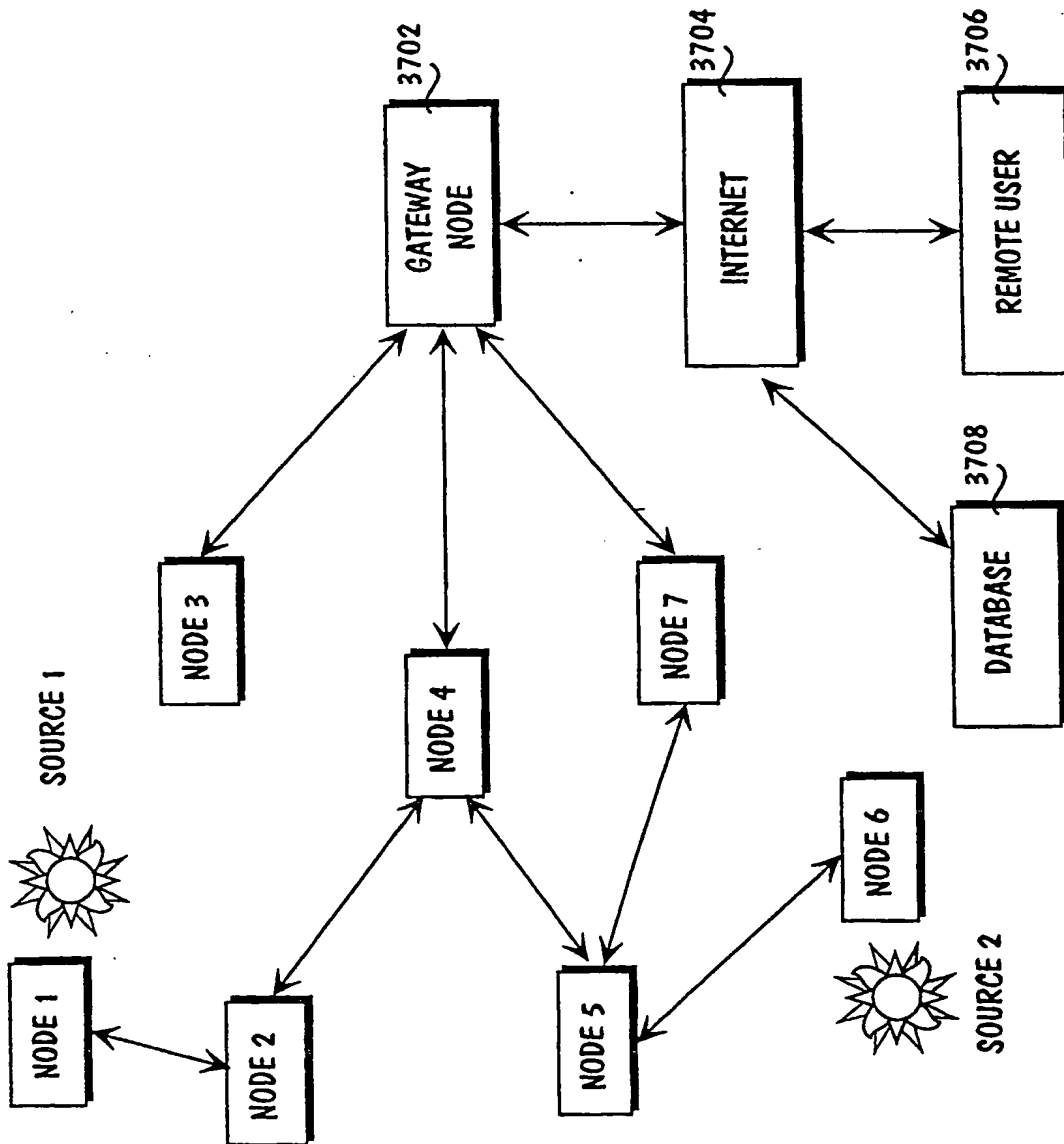 SOURCE 1
NODE 1
NODE 2
NODE 3
NODE 4
NODE 5
NODE 6
NODE 7
SOURCE 2
GATEWAY
NODE
3702
INTERNET
3704
REMOTE USER
3706
DATABASE
3708